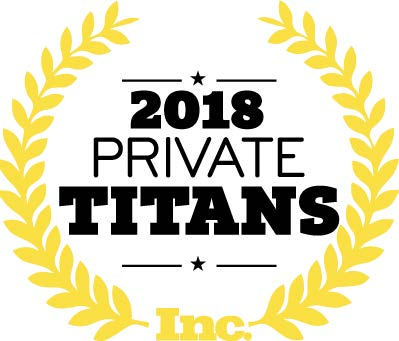 2018
PRIVATE
TITANS
Inc.